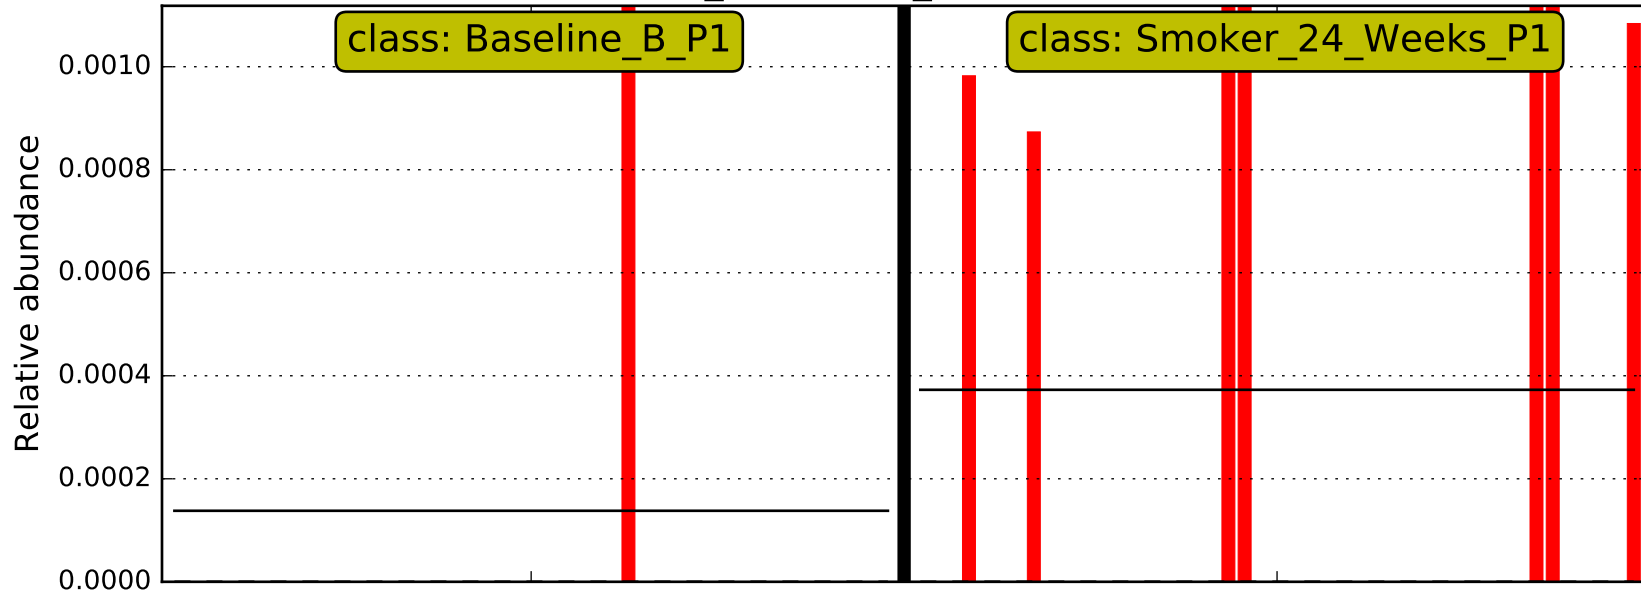 class: Baseline_B_P1
class: Smoker_24_Weeks_P1
0.0010
0.0008
0.0006
0.0004
0.0002
0.0000
Relative abundance